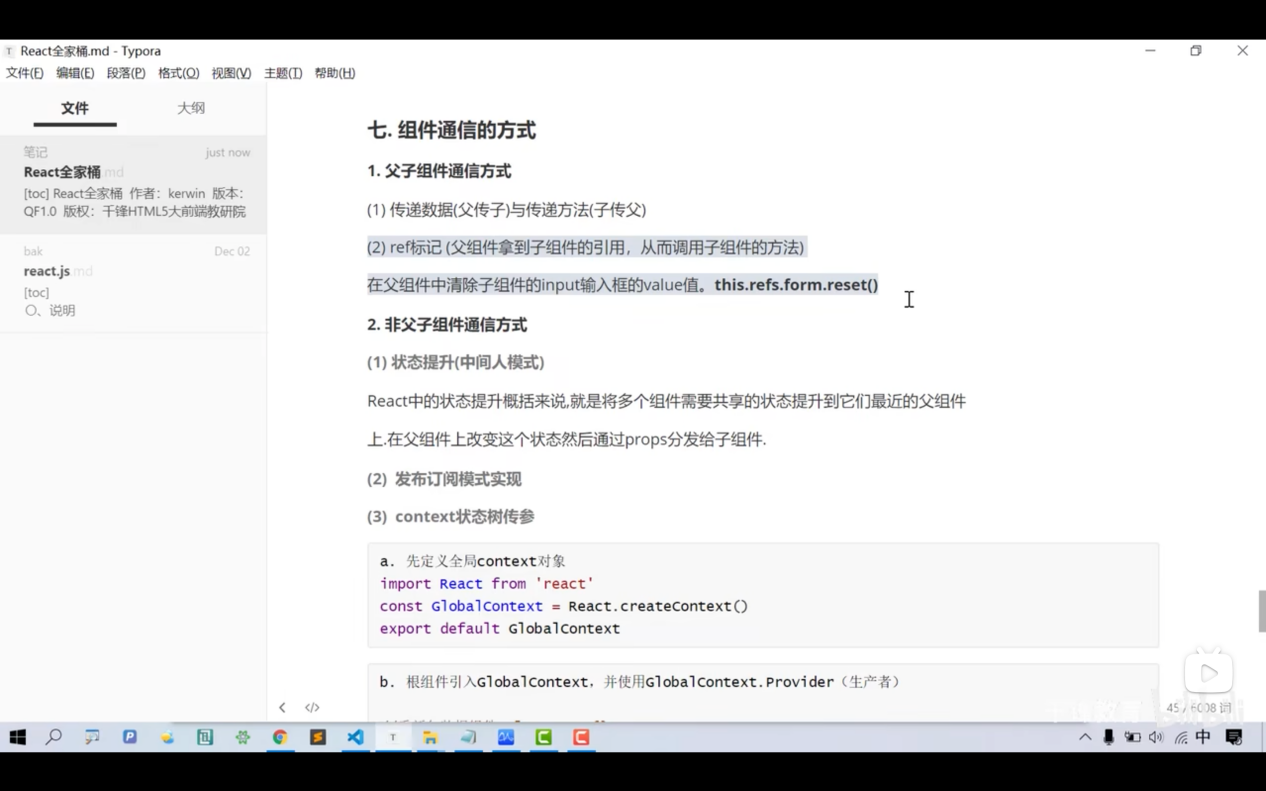 React全家桶.md - Typora
文件(F) 编辑(E) 段落(P) 格式(O) 视图(V) 主题(T) 帮助(H)
文件 大纲
笔记 just now
React全家桶.md
[toc] React全家桶 作者：kerwin 版本：
QF1.0 版权：千锋HTML5大前端教研院
bak Dec 02
react.js.md
[toc]
〇、说明
七. 组件通信的方式
1. 父子组件通信方式
(1) 传递数据(父传子)与传递方法(子传父)
(2) ref标记 (父组件拿到子组件的引用，从而调用子组件的方法)
在父组件中清除子组件的input输入框的value值。this.refs.form.reset()
2. 非父子组件通信方式
(1) 状态提升(中间人模式)
React中的状态提升概括来说,就是将多个组件需要共享的状态提升到它们最近的父组件
上.在父组件上改变这个状态然后通过props分发给子组件.
(2) 发布订阅模式实现
(3) context状态树传参
a. 先定义全局context对象
import React from 'react'
const GlobalContext = React.createContext()
export default GlobalContext
b. 根组件引入GlobalContext，并使用GlobalContext.Provider（生产者）
45 / 6008 词
千锋教育 bilibili
中